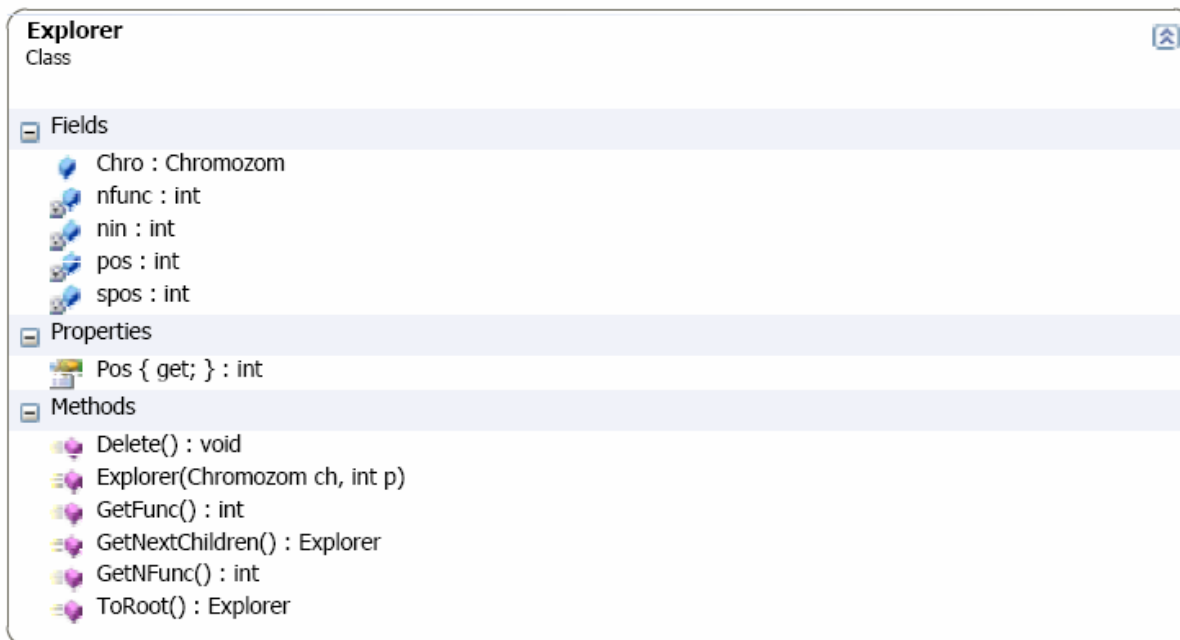 Explorer
Class
Fields
Chro : Chromozom
nfunc : int
nin : int
pos : int
spos : int
Properties
Pos { get; } : int
Methods
Delete() : void
Explorer(Chromozom ch, int p)
GetFunc() : int
GetNextChildren() : Explorer
GetNFunc() : int
ToRoot() : Explorer